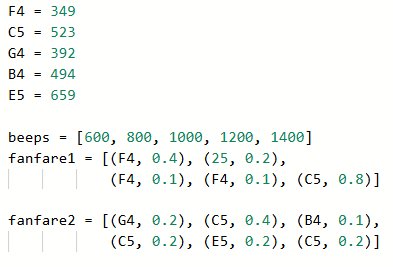 F4 = 349
C5 = 523
G4 = 392
B4 = 494
E5 = 659

beeps = [600, 800, 1000, 1200, 1400]
fanfare1 = [(F4, 0.4), (25, 0.2),
            (F4, 0.1), (F4, 0.1), (C5, 0.8)]

fanfare2 = [(G4, 0.2), (C5, 0.4), (B4, 0.1),
            (C5, 0.2), (E5, 0.2), (C5, 0.2)]